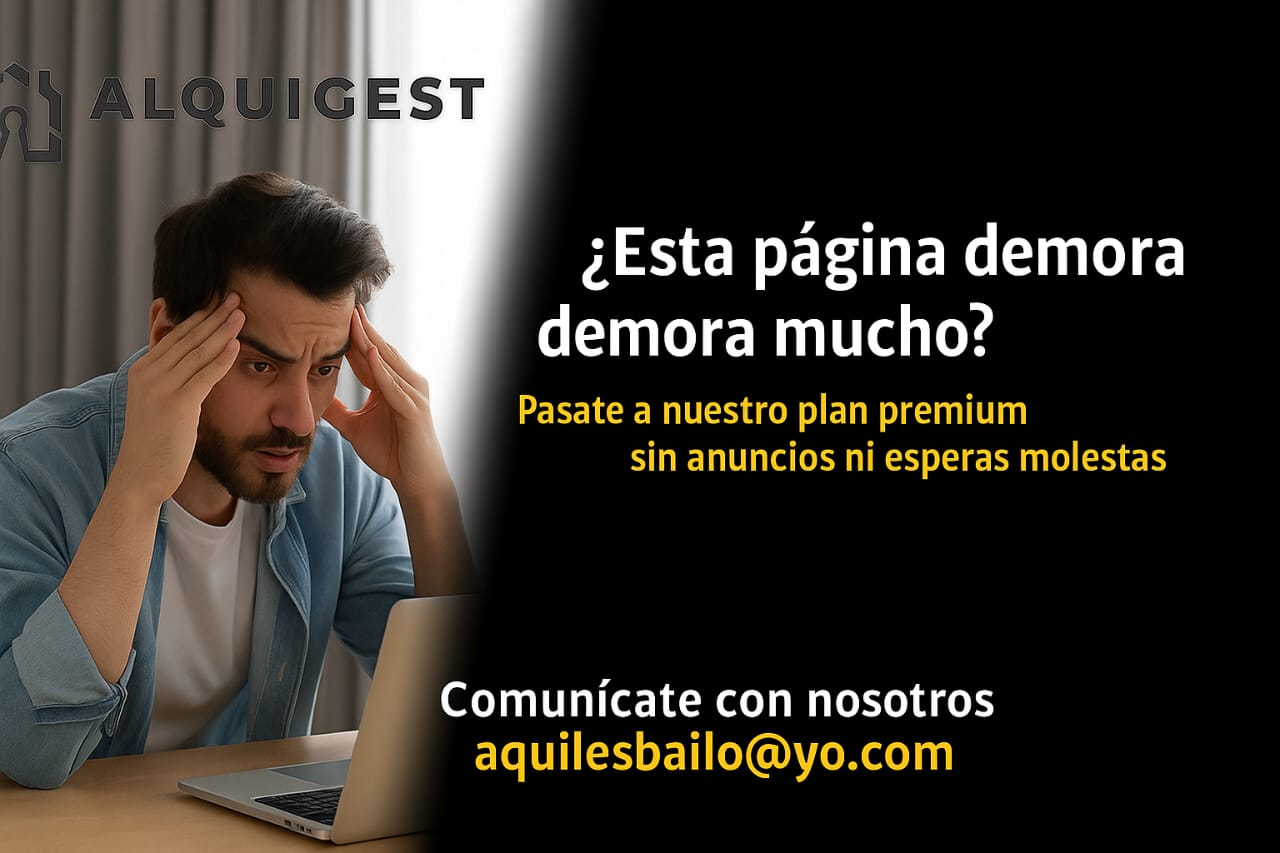 ALQUIGEST
¿Esta página demora
demora mucho?
Pasate a nuestro plan premium
sin anuncios ni esperas molestas
Comunícate con nosotros
aquilesbailo@yo.com